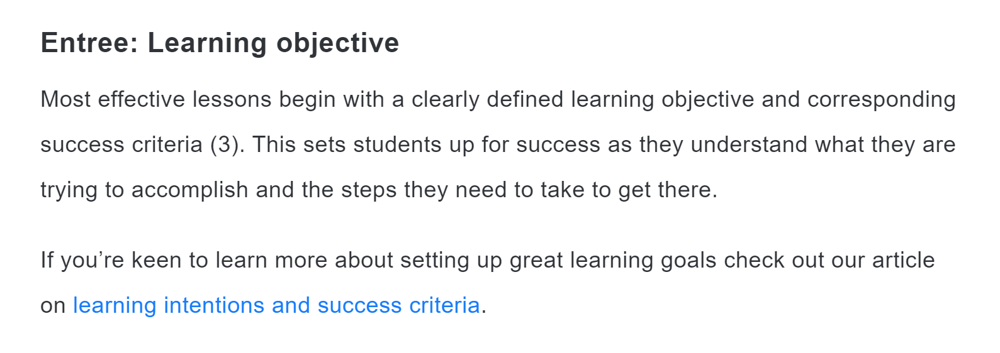 Entree: Learning objective
Most effective lessons begin with a clearly defined learning objective and corresponding
success criteria (3). This sets students up for success as they understand what they are
trying to accomplish and the steps they need to take to get there.
If you’re keen to learn more about setting up great learning goals check out our article
on learning intentions and success criteria.